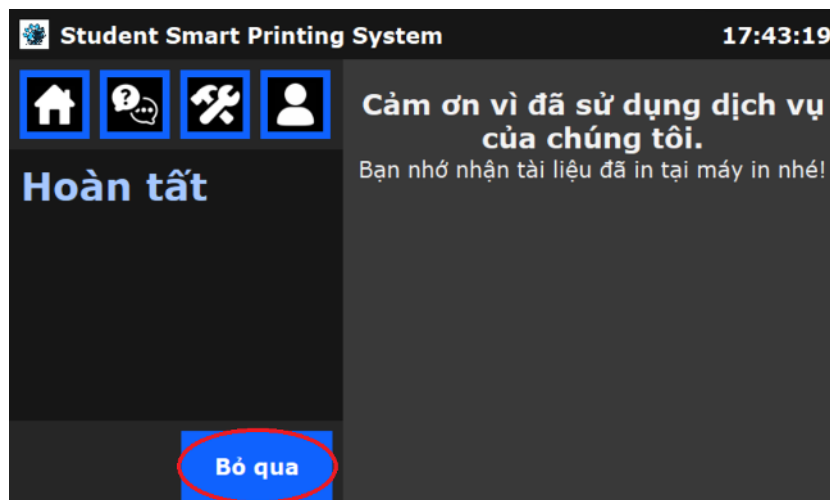 Student Smart Printing System
17:43:19
Hoàn tất
Cảm ơn vì đã sử dụng dịch vụ
của chúng tôi.
Bạn nhớ nhận tài liệu đã in tại máy in nhé!
Bỏ qua